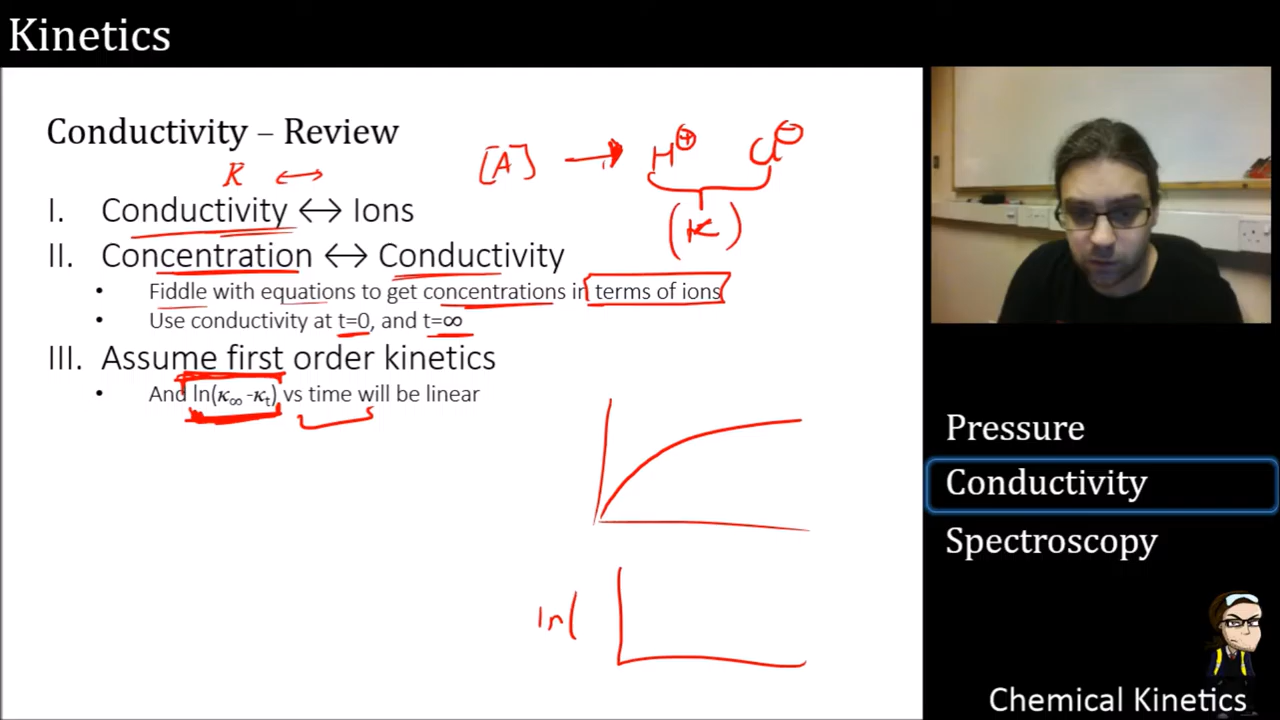 Kinetics
Conductivity – Review
κ ↔
[A] → H⊕ Cl⊖
(κ)
I. Conductivity ↔ Ions
II. Concentration ↔ Conductivity
• Fiddle with equations to get concentrations in terms of ions
• Use conductivity at t=0, and t=∞
III. Assume first order kinetics
• And ln(κ∞ -κt) vs time will be linear
ln(
Pressure
Conductivity
Spectroscopy
Chemical Kinetics